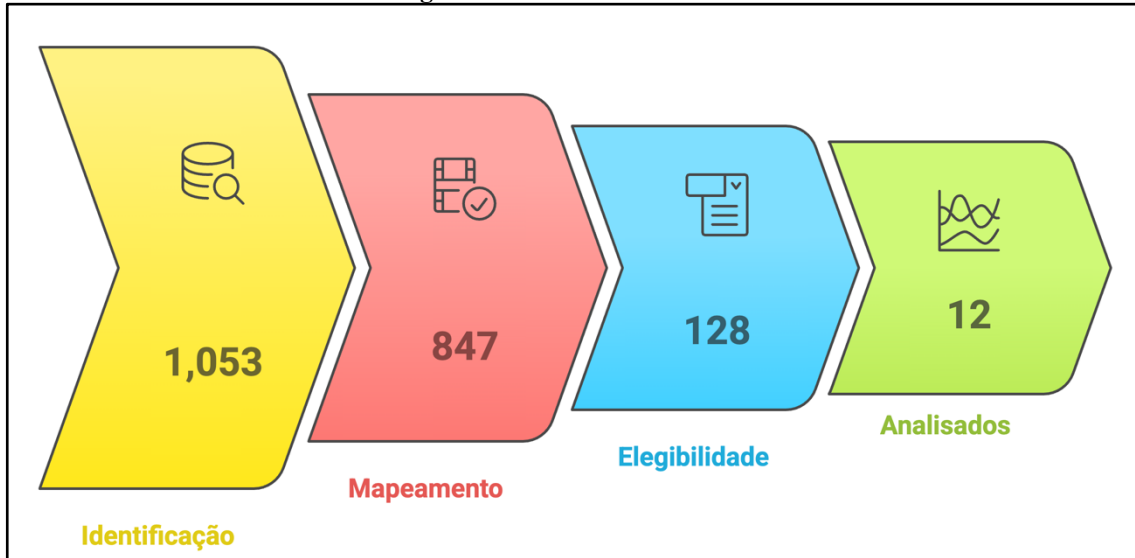 1,053
847
128
12
Identificação
Mapeamento
Elegibilidade
Analisados